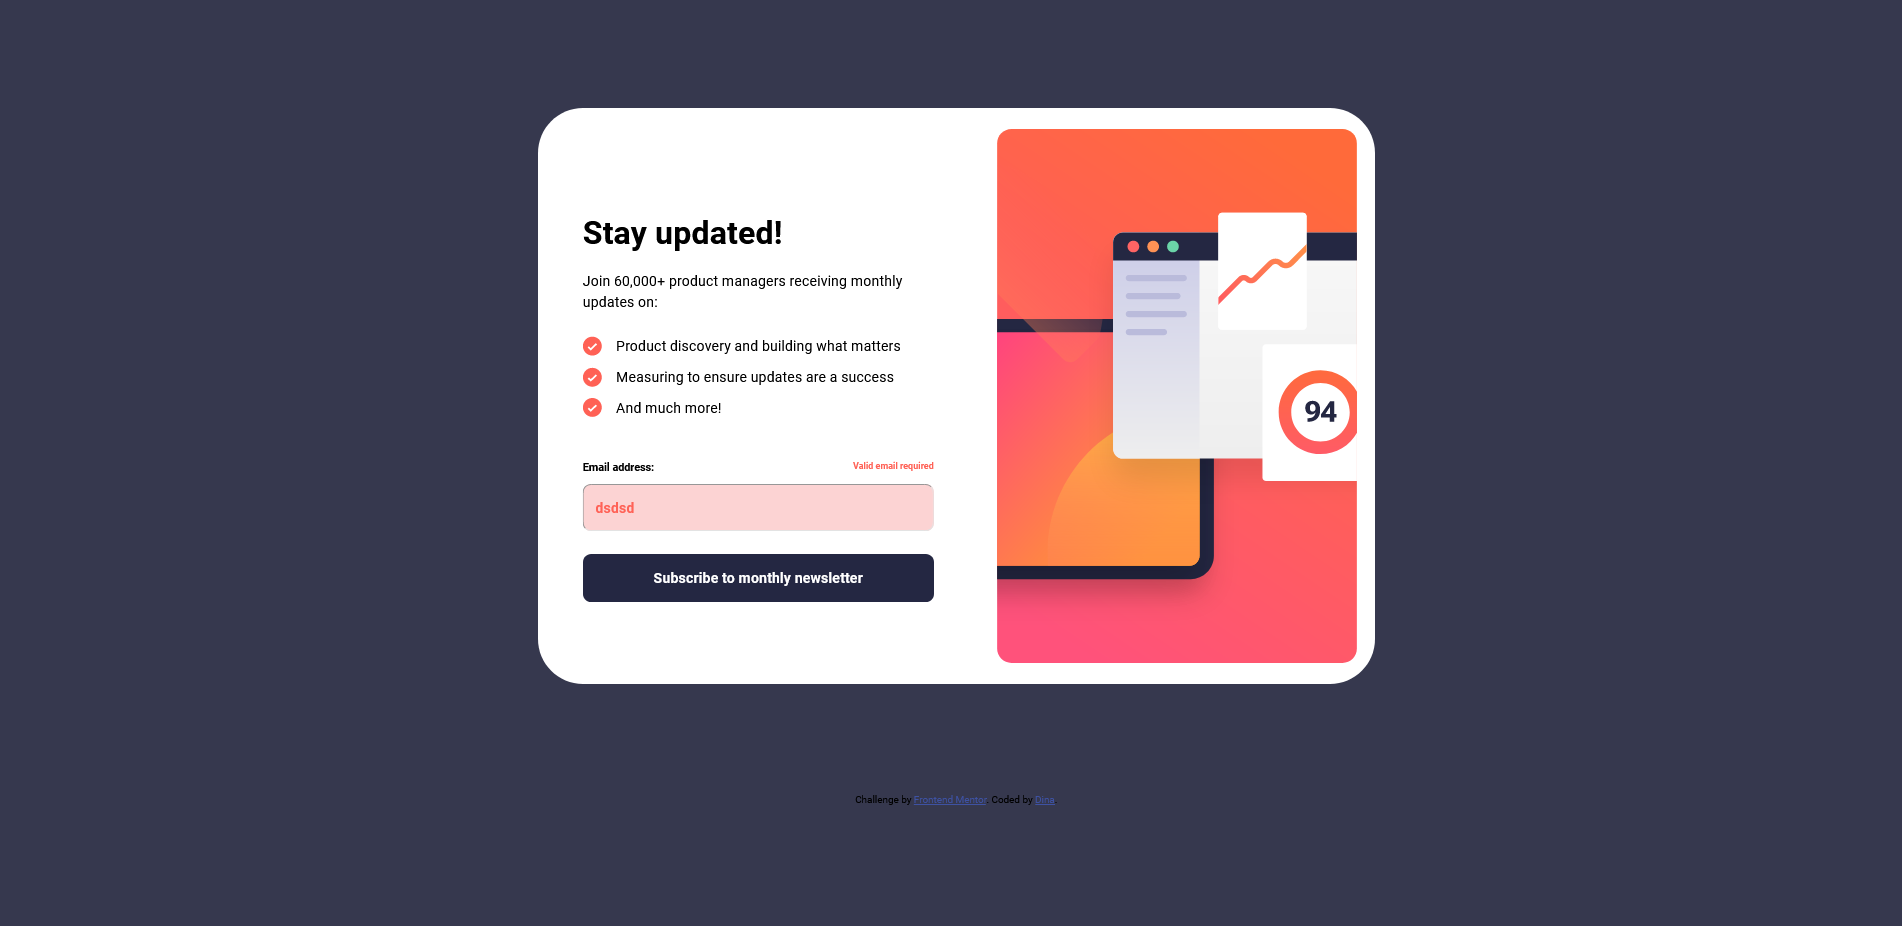 Stay updated!
Join 60,000+ product managers receiving monthly
updates on:
Product discovery and building what matters
Measuring to ensure updates are a success
And much more!
Email address:
Valid email required
dsdsd
Subscribe to monthly newsletter
94
Challenge by Frontend Mentor. Coded by Dina.